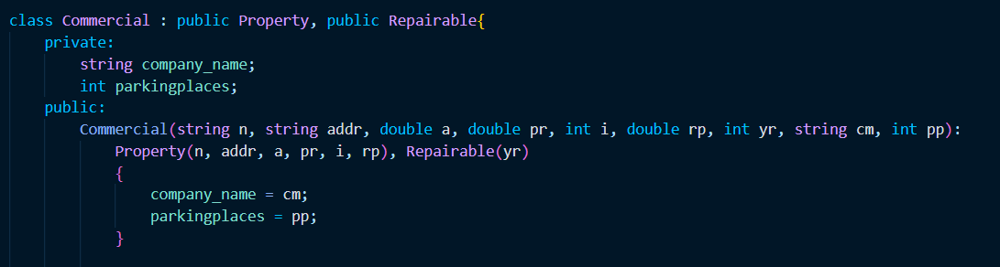 class Commercial : public Property, public Repairable{
private:
string company_name;
int parkingplaces;
public:
Commercial(string n, string addr, double a, double pr, int i, double rp, int yr, string cm, int pp):
Property(n, addr, a, pr, i, rp), Repairable(yr)
{
company_name = cm;
parkingplaces = pp;
}